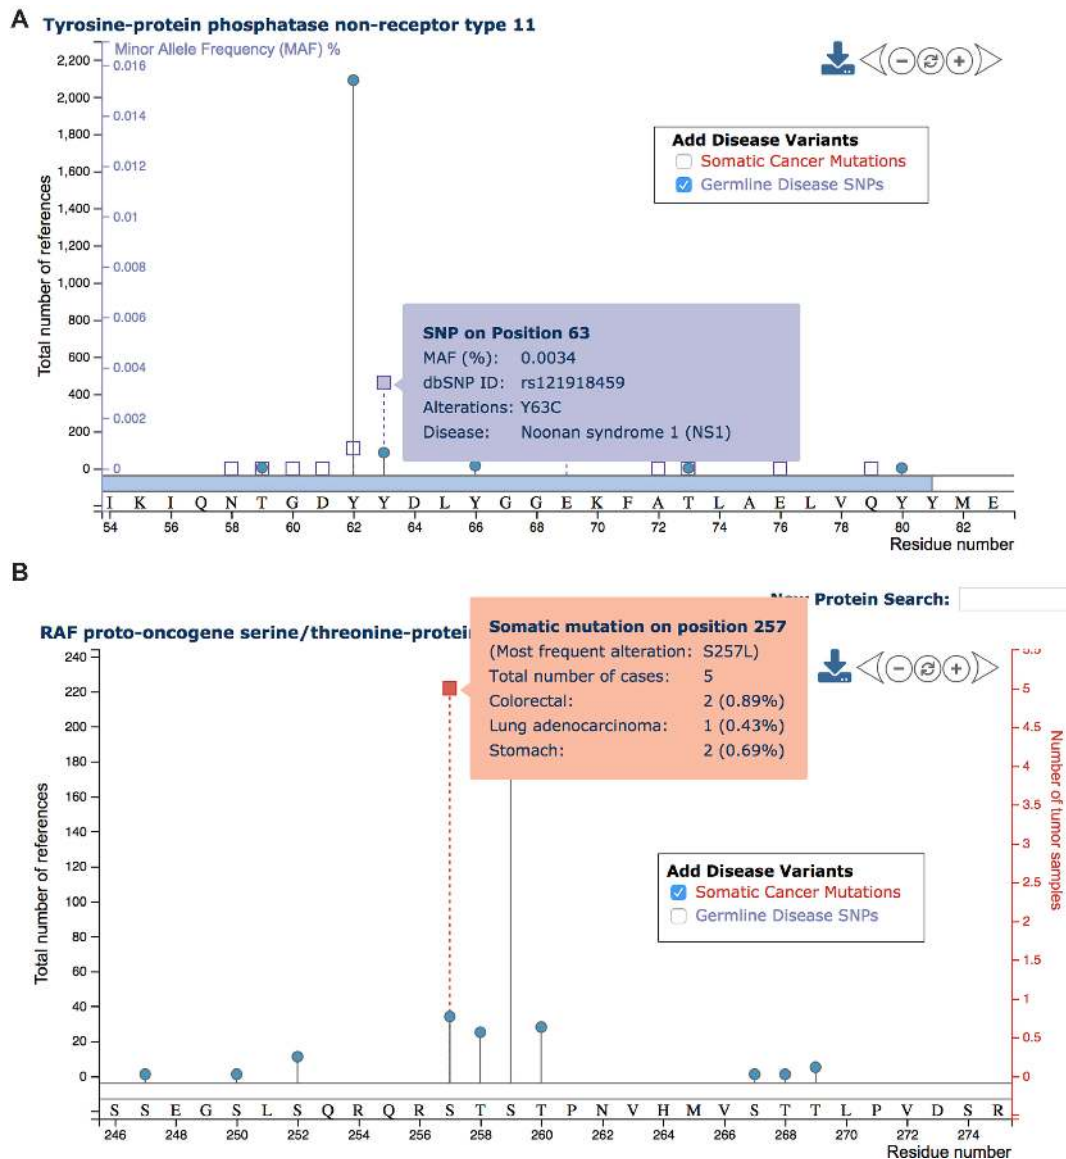 A
Tyrosine-protein phosphatase non-receptor type 11
Minor Allele Frequency (MAF) %
2,200
2,000
1,800
1,600
1,400
1,200
1,000
800
600
400
200
0
Total number of references
0.016
0.014
0.012
0.01
0.008
0.006
0.004
0.002
0
Add Disease Variants
Somatic Cancer Mutations
Germline Disease SNPs
SNP on Position 63
MAF (%): 0.0034
dbSNP ID: rs121918459
Alterations: Y63C
Disease: Noonan syndrome 1 (NS1)
I K I Q N T G D Y Y D L Y G G E K F A T L A E L V Q Y Y M E
54 56 58 60 62 64 66 68 70 72 74 76 78 80 82
Residue number
B
Protein Search:
RAF proto-oncogene serine/threonine-protei
Somatic mutation on position 257
(Most frequent alteration: S257L)
Total number of cases: 5
Colorectal: 2 (0.89%)
Lung adenocarcinoma: 1 (0.43%)
Stomach: 2 (0.69%)
240
220
200
180
160
140
120
100
80
60
40
20
0
Total number of references
5.5
5
4.5
4
3.5
3
2.5
2
1.5
1
0.5
0
Number of tumor samples
Add Disease Variants
Somatic Cancer Mutations
Germline Disease SNPs
S S E G S L S Q R Q R S T S T P N V H M V S T T L P V D S R
246 248 250 252 254 256 258 260 262 264 266 268 270 272 274
Residue number